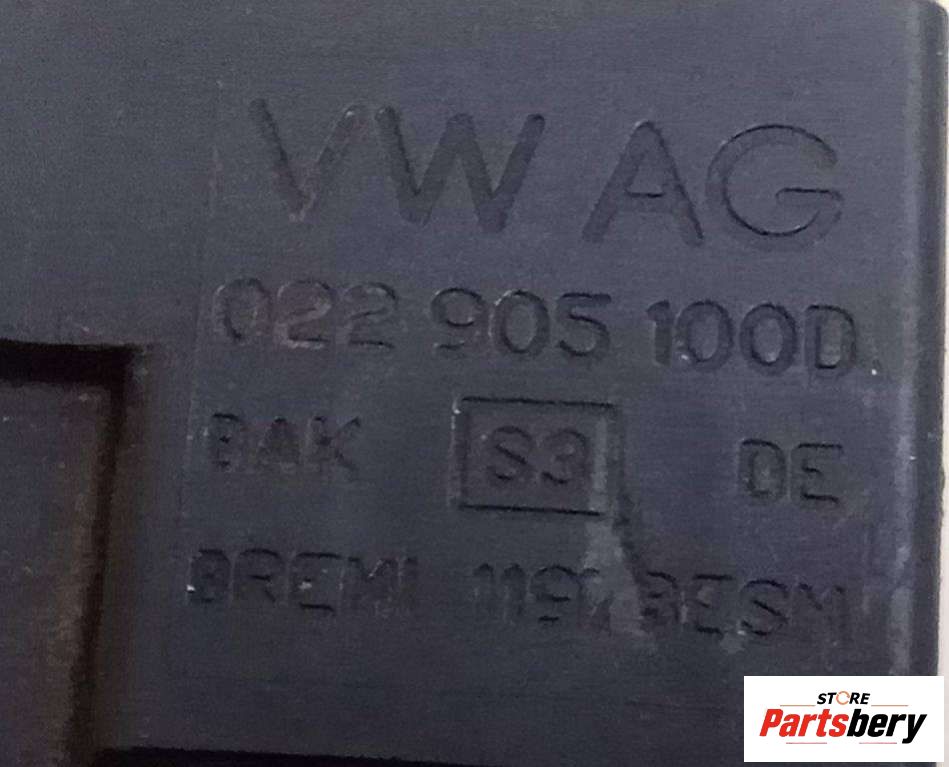 VW AG
022 905 100D
BAK S3 DE
BREMI
STORE
Partsbery